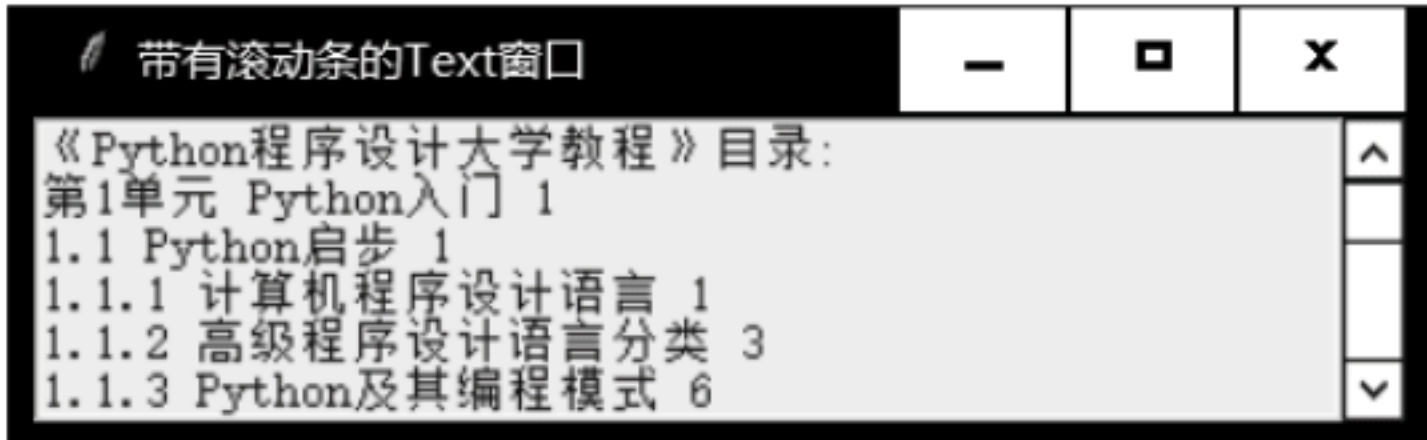 带有滚动条的Text窗口
《Python程序设计大学教程》目录:
第1单元 Python入门 1
1.1 Python启步 1
1.1.1 计算机程序设计语言 1
1.1.2 高级程序设计语言分类 3
1.1.3 Python及其编程模式 6